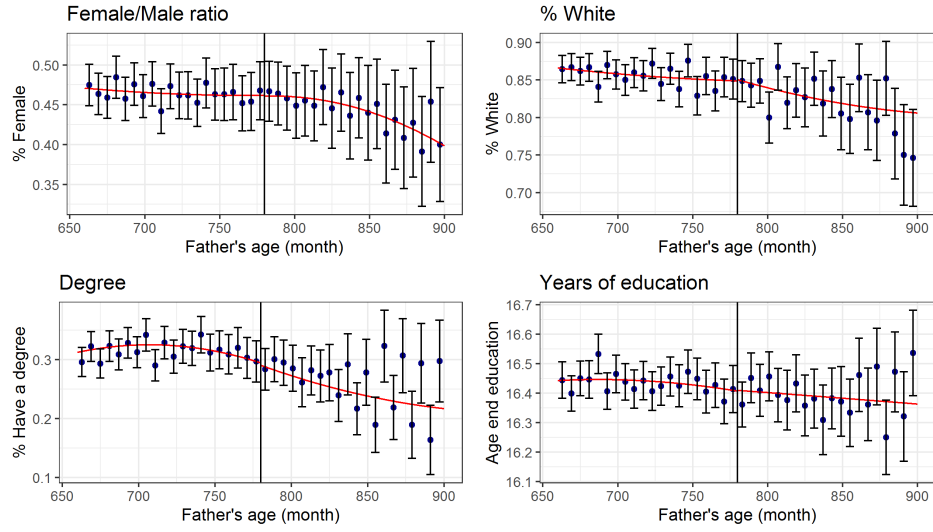 Female/Male ratio
% Female
0.50
0.45
0.40
0.35
650 700 750 800 850 900
Father's age (month)
% White
% White
0.90
0.85
0.80
0.75
0.70
650 700 750 800 850 900
Father's age (month)
Degree
% Have a degree
0.3
0.2
0.1
650 700 750 800 850 900
Father's age (month)
Years of education
Age end education
16.7
16.6
16.5
16.4
16.3
16.2
16.1
650 700 750 800 850 900
Father's age (month)